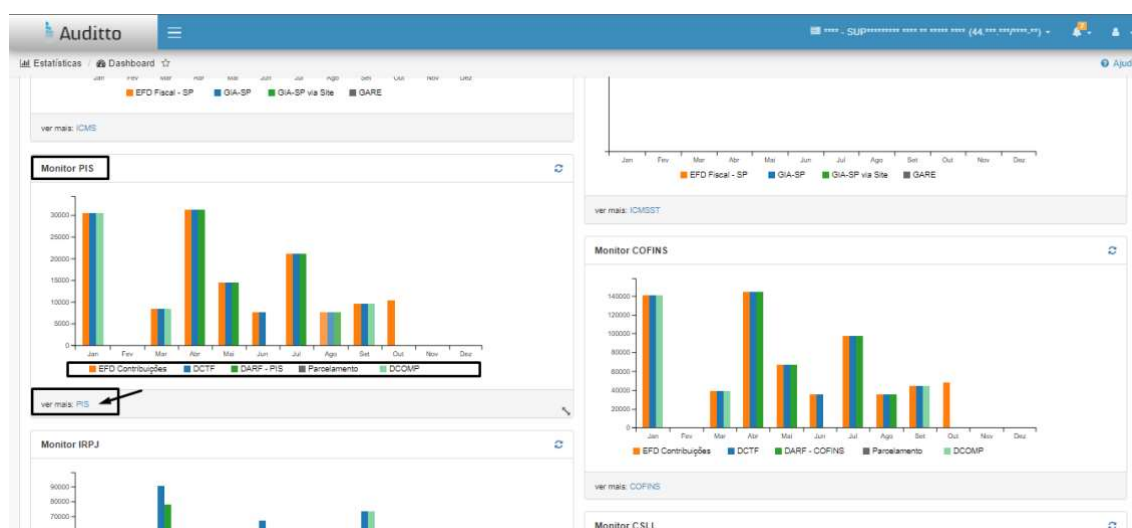 Auditto
**** - SUP********* **** ** ***** **** (44.***.***/****-**)
Estatísticas / Dashboard
Ajud
Jan Fev Mar Abr Mai Jun Jul Ago Set Out Nov Dez
EFD Fiscal - SP GIA-SP GIA-SP via Site GARE
ver mais: ICMS
Monitor PIS
30000
25000
20000
15000
10000
5000
0
Jan Fev Mar Abr Mai Jun Jul Ago Set Out Nov Dez
EFD Contribuições DCTF DARF - PIS Parcelamento DCOMP
ver mais: PIS
Monitor IRPJ
90000
80000
70000
Jan Fev Mar Abr Mai Jun Jul Ago Set Out Nov Dez
EFD Fiscal - SP GIA-SP GIA-SP via Site GARE
ver mais: ICMSST
Monitor COFINS
140000
120000
100000
80000
60000
40000
20000
0
Jan Fev Mar Abr Mai Jun Jul Ago Set Out Nov Dez
EFD Contribuições DCTF DARF - COFINS Parcelamento DCOMP
ver mais: COFINS
Monitor CSLL